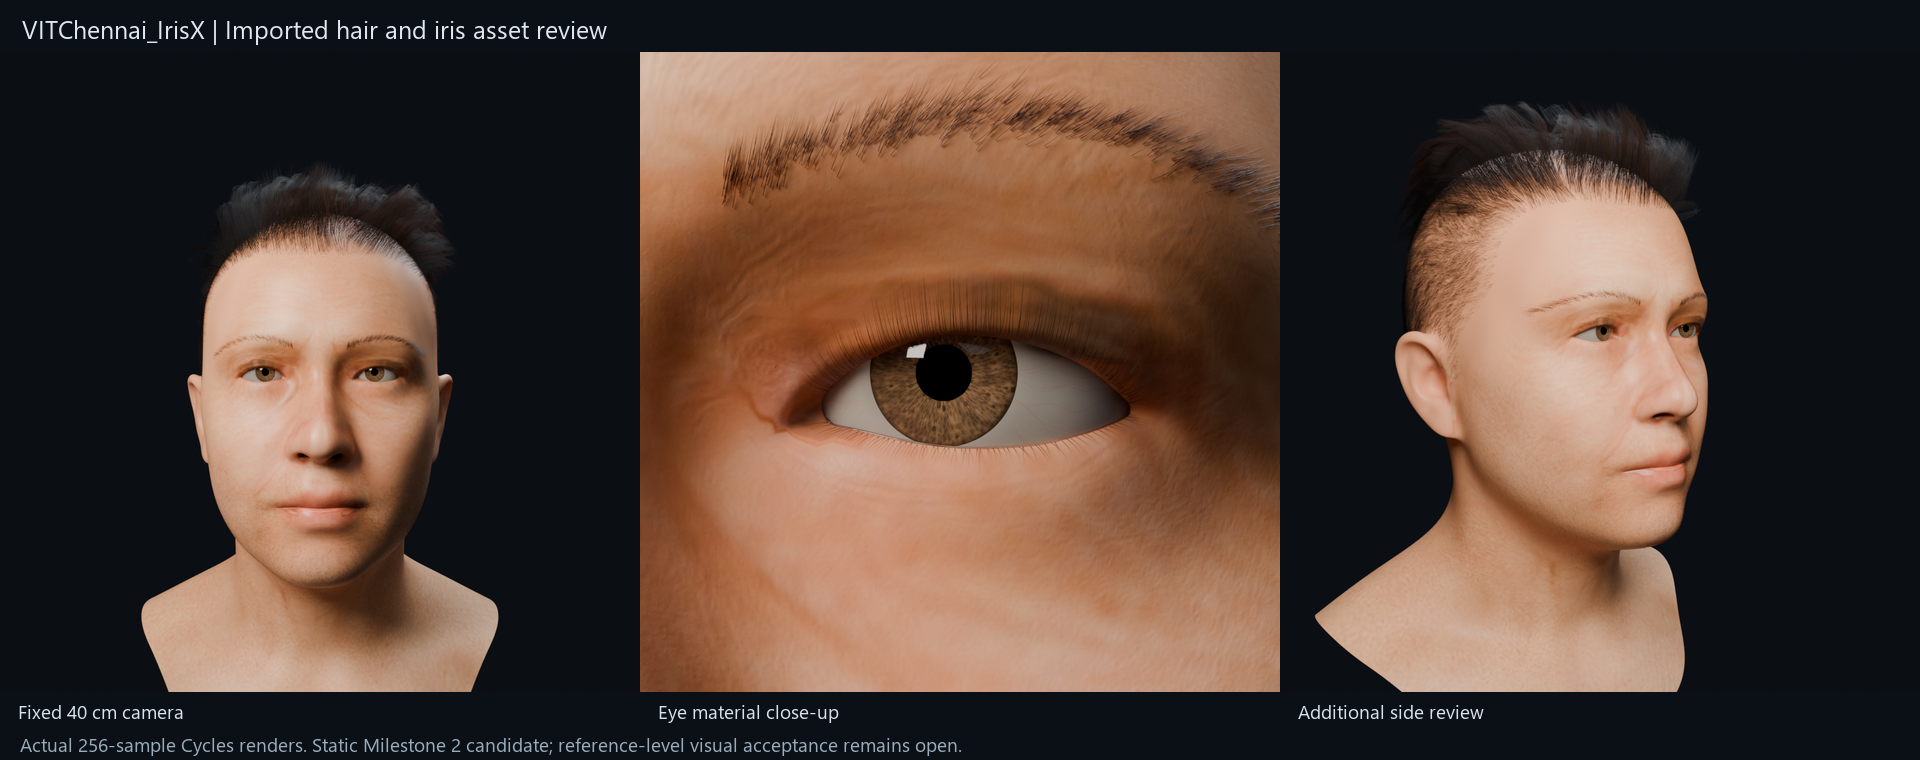 VITChennai_IrisX | Imported hair and iris asset review
Fixed 40 cm camera
Eye material close-up
Additional side review
Actual 256-sample Cycles renders. Static Milestone 2 candidate; reference-level visual acceptance remains open.